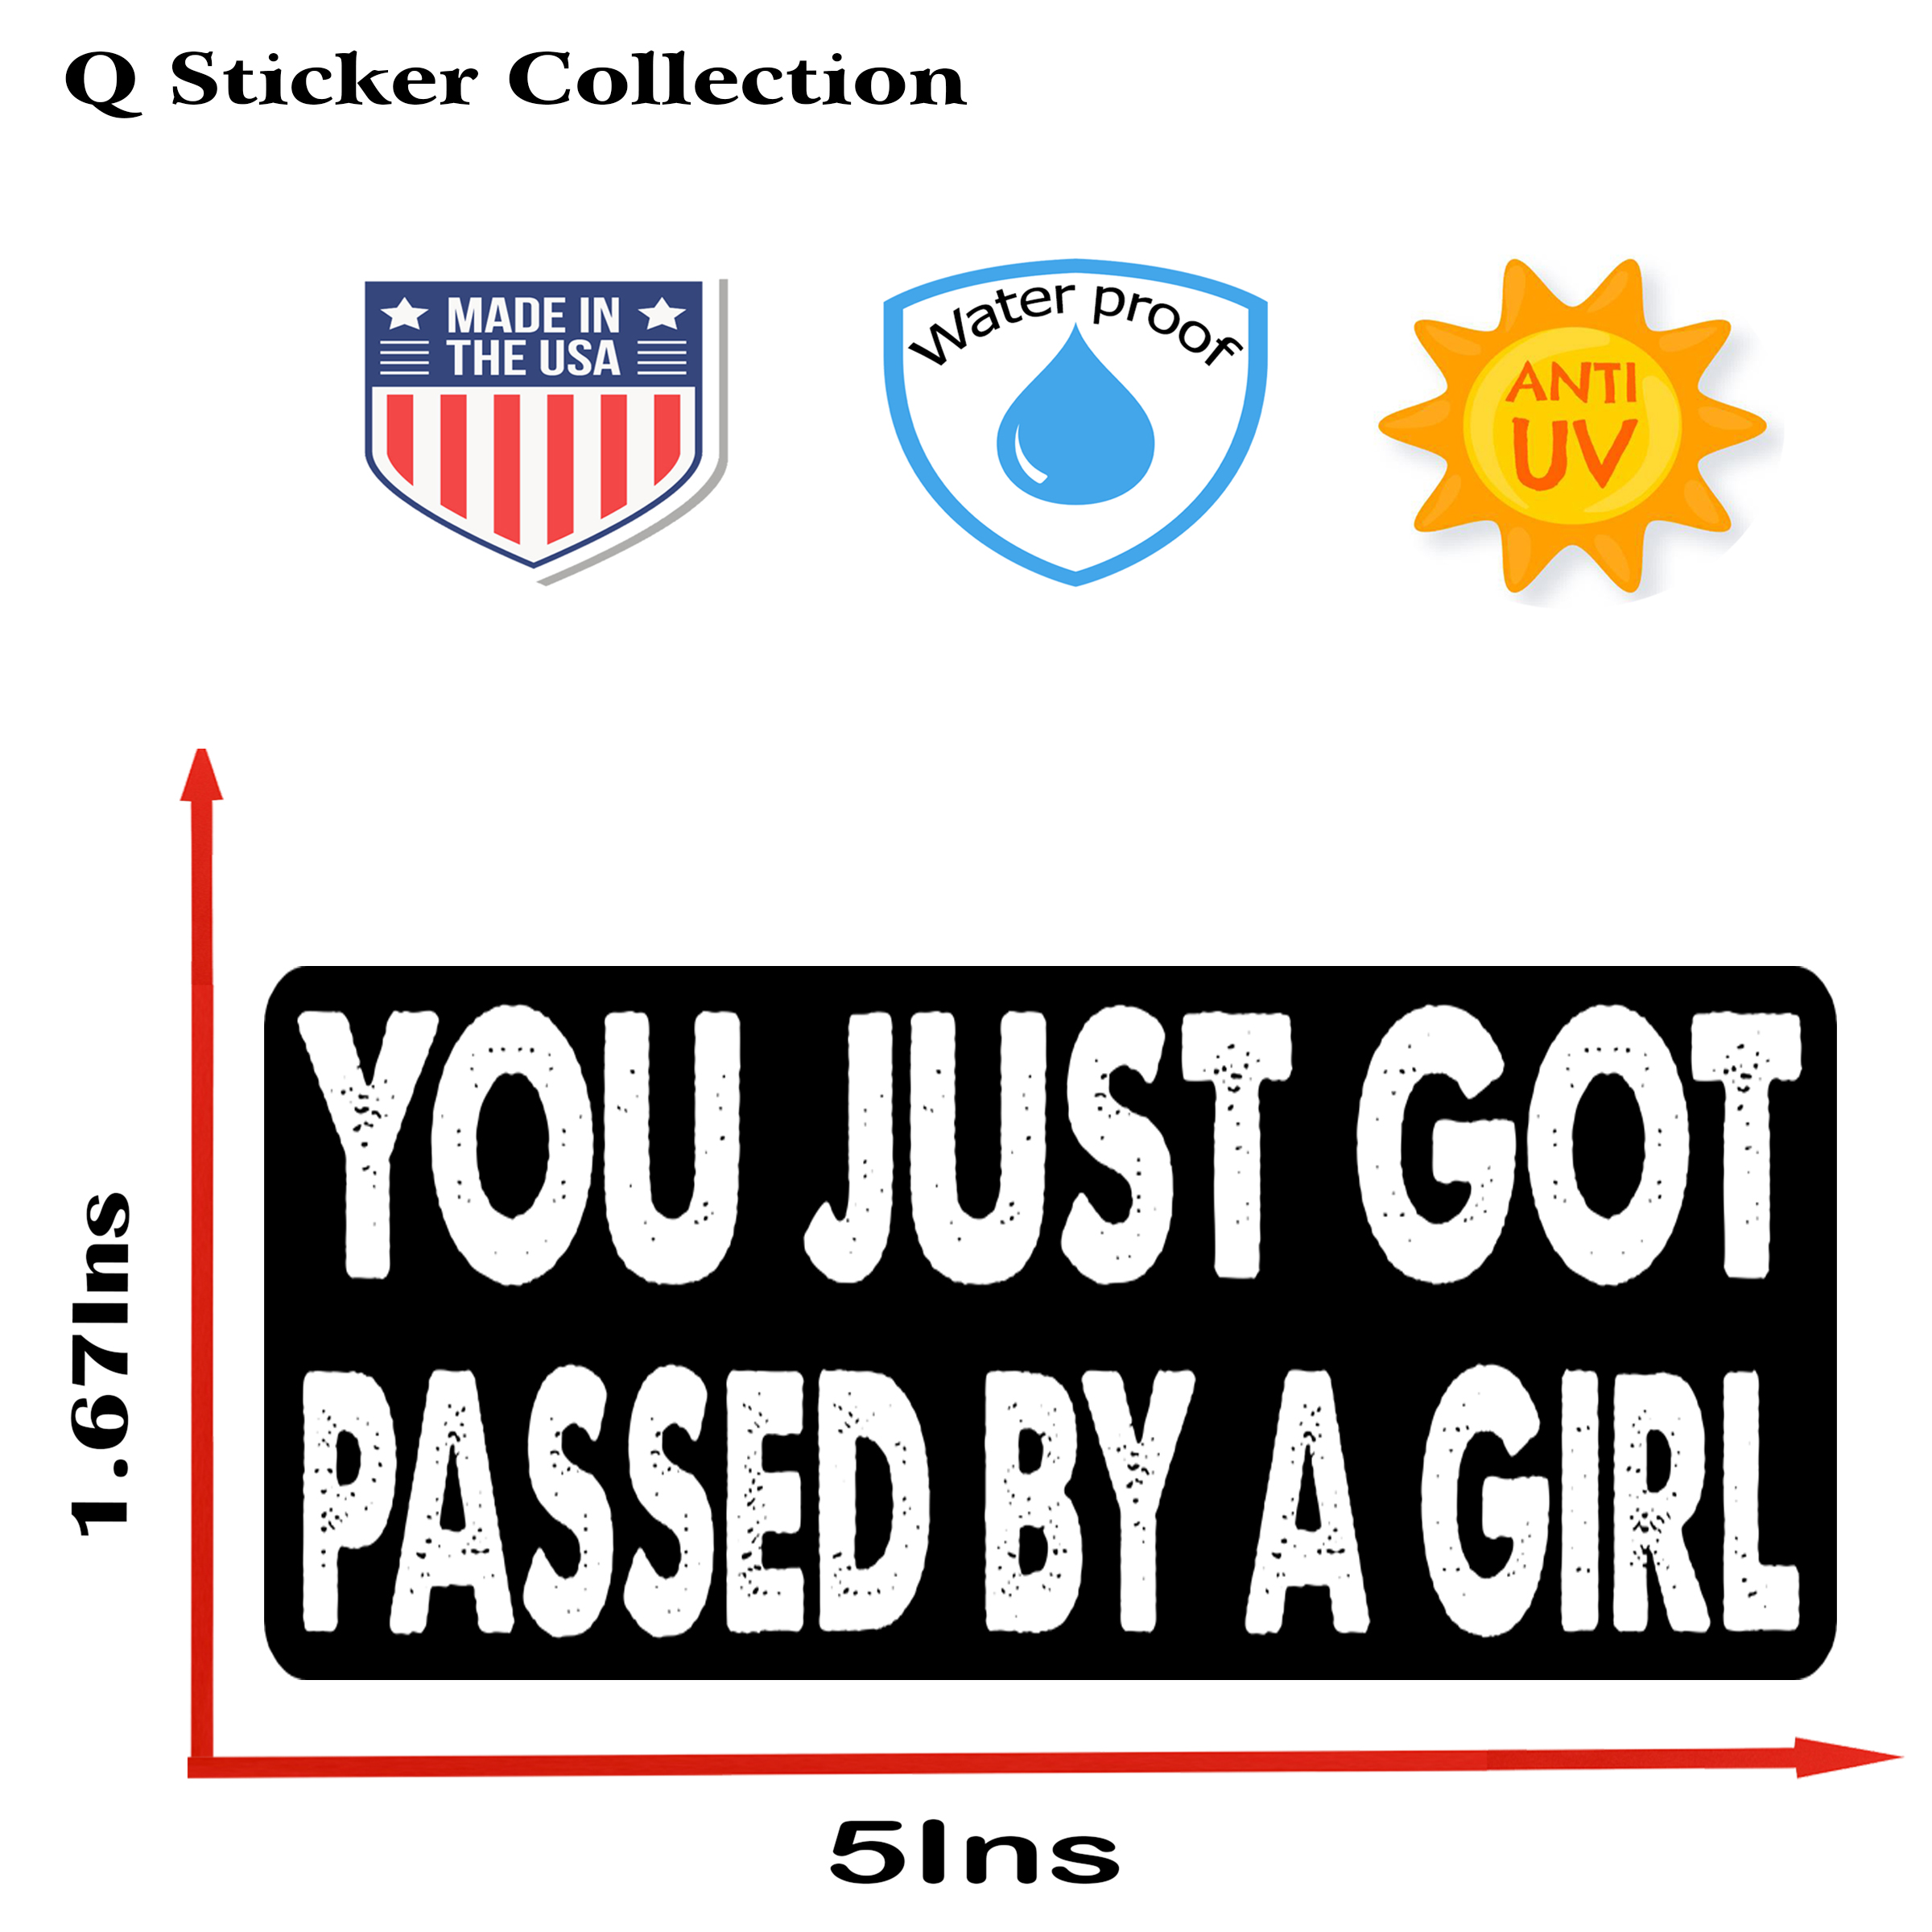 Q Sticker Collection
MADE IN
THE USA
Water proof
ANTI
UV
1.67Ins
YOU JUST GOT
PASSED BY A GIRL
5Ins